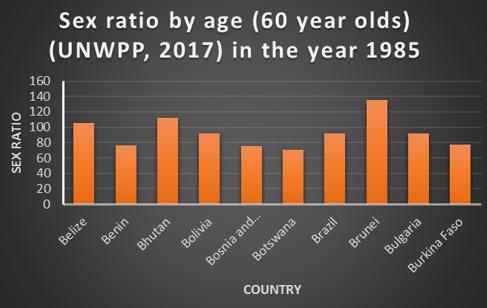 Sex ratio by age (60 year olds)
(UNWPP, 2017) in the year 1985
160
140
120
100
80
60
40
20
0
SEX RATIO
Belize
Benin
Bhutan
Bolivia
Bosnia and...
Botswana
Brazil
Brunei
Bulgaria
Burkina Faso
COUNTRY